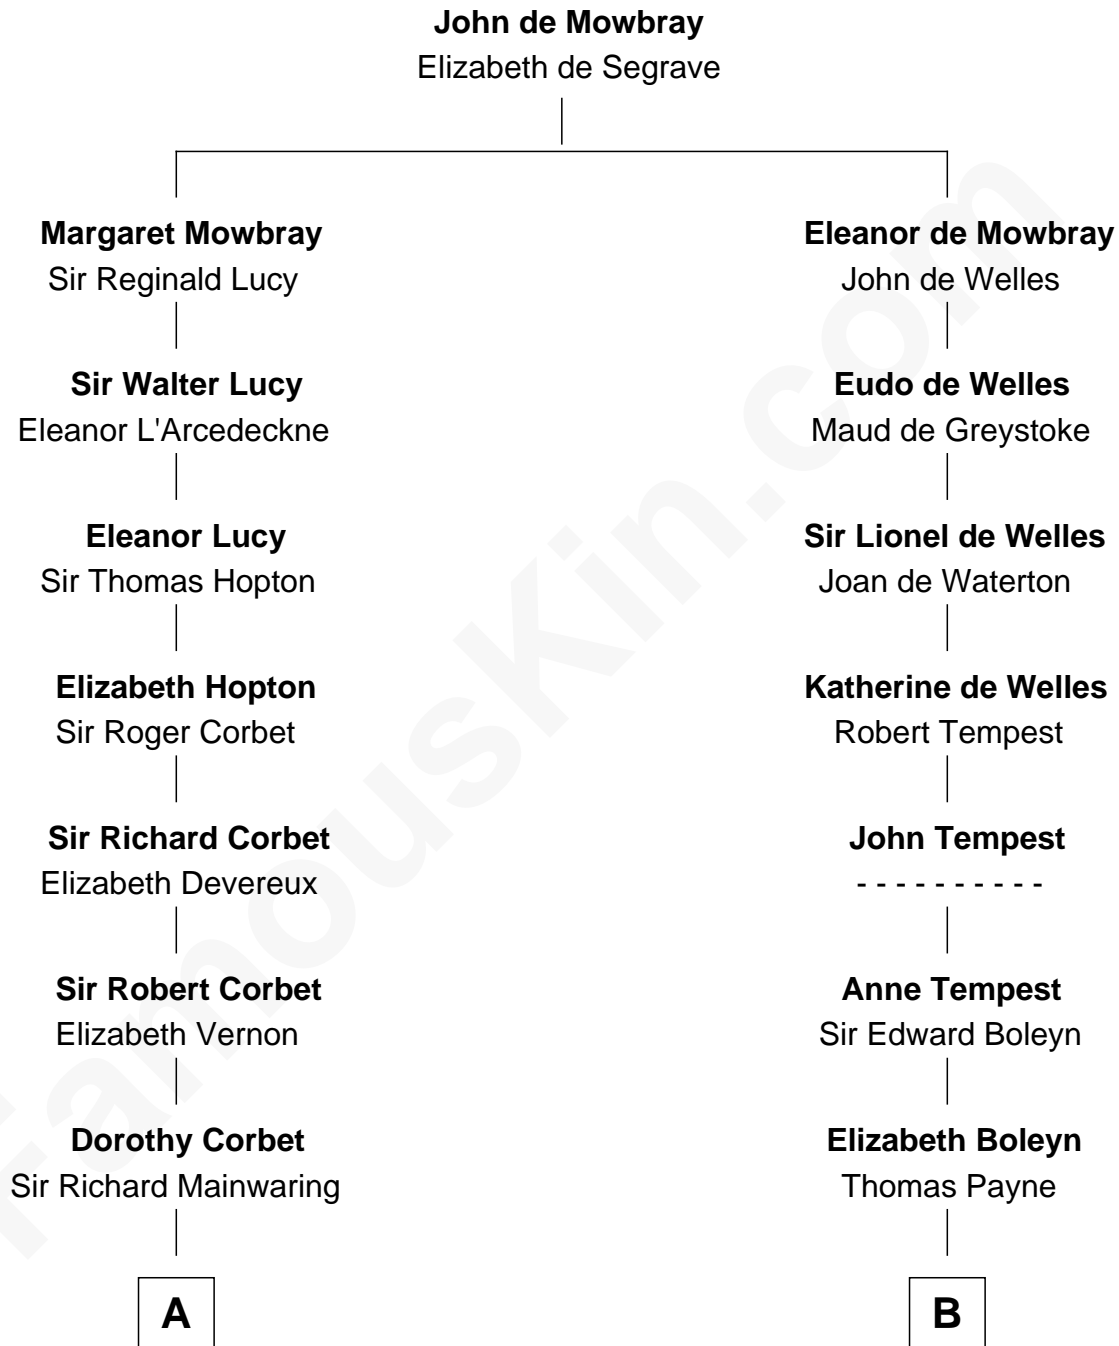 John de Mowbray
Elizabeth de Segrave
Margaret Mowbray
Sir Reginald Lucy
Eleanor de Mowbray
John de Welles
Sir Walter Lucy
Eleanor L'Arcedeckne
Eudo de Welles
Maud de Greystoke
Eleanor Lucy
Sir Thomas Hopton
Sir Lionel de Welles
Joan de Waterton
Elizabeth Hopton
Sir Roger Corbet
Katherine de Welles
Robert Tempest
Sir Richard Corbet
Elizabeth Devereux
John Tempest
- - - - - - - - - -
Sir Robert Corbet
Elizabeth Vernon
Anne Tempest
Sir Edward Boleyn
Dorothy Corbet
Sir Richard Mainwaring
Elizabeth Boleyn
Thomas Payne
A
B
FamousKin.com